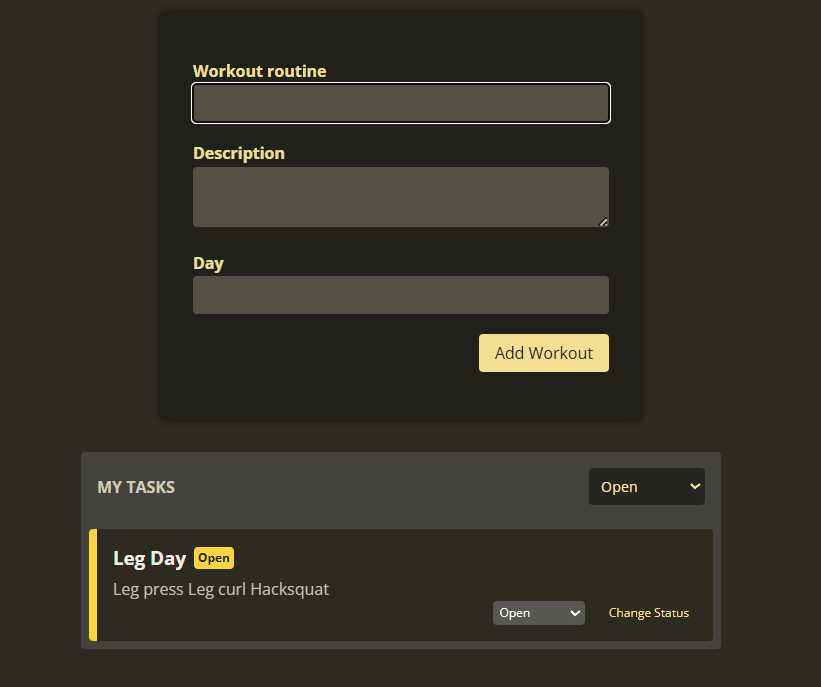 Workout routine
Description
Day
Add Workout
MY TASKS
Open
Leg Day Open
Leg press Leg curl Hacksquat
Open Change Status